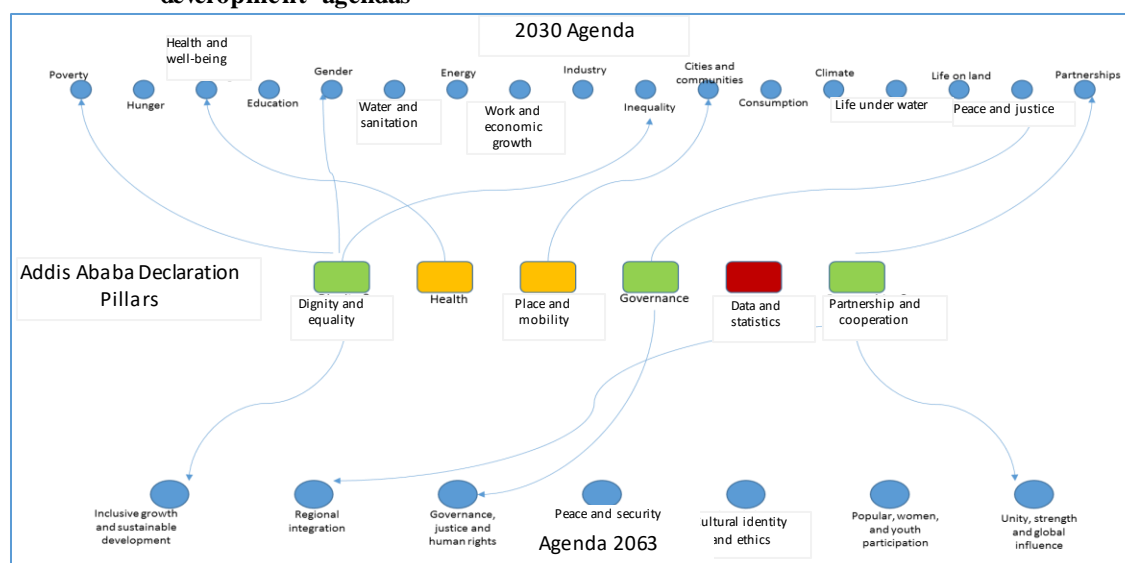 development agendas
2030 Agenda
Health and
well-being
Poverty
Hunger
Education
Gender
Water and
sanitation
Energy
Work and
economic
growth
Industry
Inequality
Cities and
communities
Consumption
Climate
Life under water
Life on land
Peace and justice
Partnerships
Addis Ababa Declaration
Pillars
Dignity and
equality
Health
Place and
mobility
Governance
Data and
statistics
Partnership and
cooperation
Inclusive growth
and sustainable
development
Regional
integration
Governance,
justice and
human rights
Peace and security
ultural identity
and ethics
Popular, women,
and youth
participation
Unity, strength
and global
influence
Agenda 2063